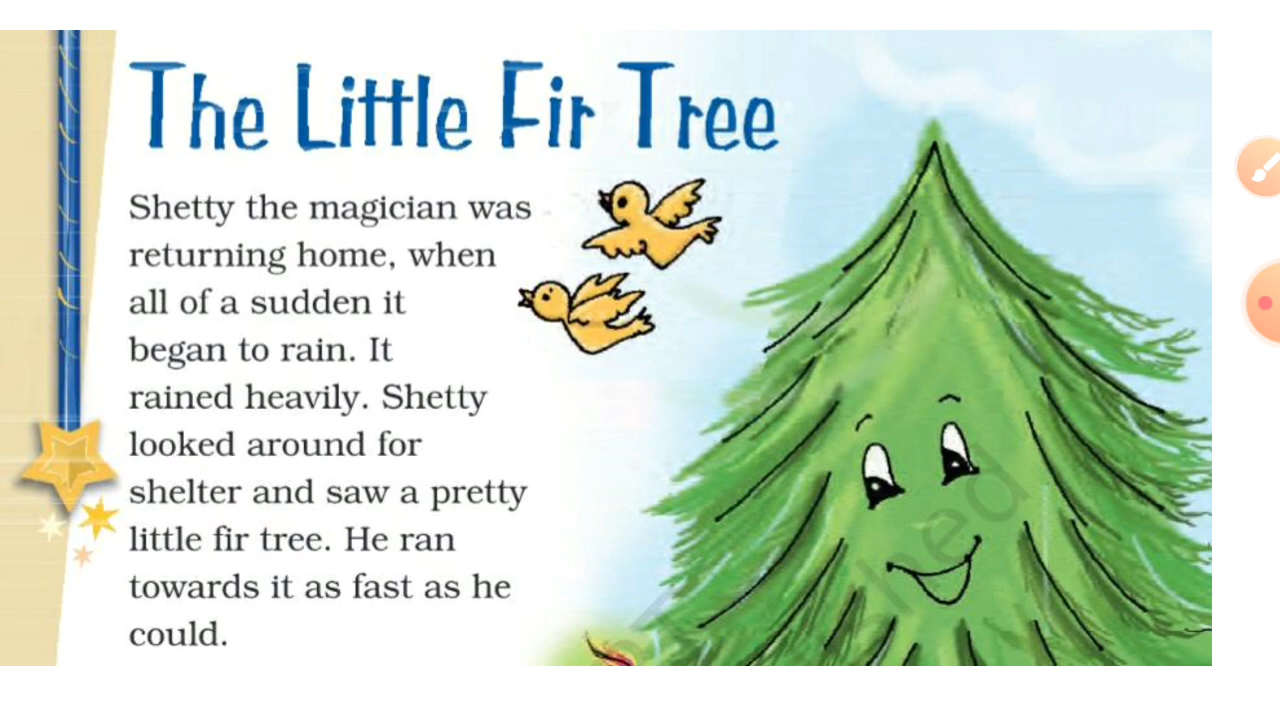 The Little Fir Tree
Shetty the magician was
returning home, when
all of a sudden it
began to rain. It
rained heavily. Shetty
looked around for
shelter and saw a pretty
little fir tree. He ran
towards it as fast as he
could.